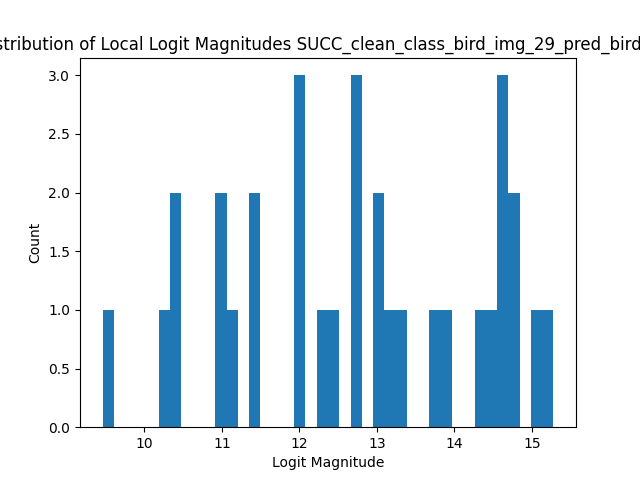 stribution of Local Logit Magnitudes SUCC_clean_class_bird_img_29_pred_bird
3.0
2.5
2.0
1.5
1.0
0.5
0.0
Count
10 11 12 13 14 15
Logit Magnitude